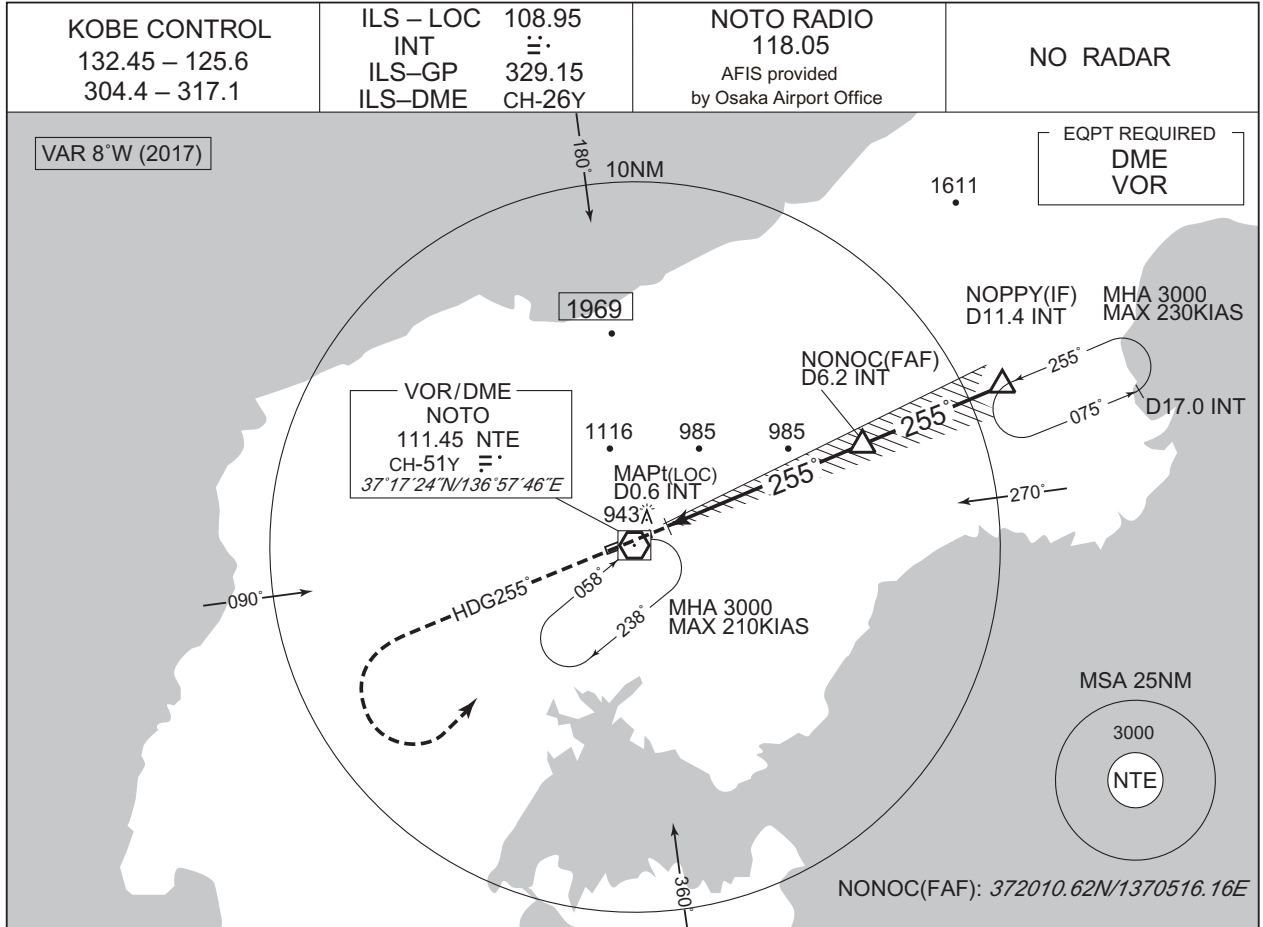 KOBE CONTROL
132.45 – 125.6
304.4 – 317.1
ILS – LOC 108.95
INT
ILS–GP 329.15
ILS–DME CH-26Y
NOTO RADIO
118.05
AFIS provided
by Osaka Airport Office
NO RADAR
VAR 8°W (2017)
180°
10NM
EQPT REQUIRED
DME
VOR
1611
1969
NOPPY(IF)
D11.4 INT
MHA 3000
MAX 230KIAS
255°
075°
D17.0 INT
NONOC(FAF)
D6.2 INT
255°
255°
270°
VOR/DME
NOTO
111.45 NTE
CH-51Y
37°17´24˝N/136°57´46˝E
1116
985
985
MAPt(LOC)
D0.6 INT
943
090°
HDG255°
058°
238°
MHA 3000
MAX 210KIAS
360°
MSA 25NM
3000
NTE
NONOC(FAF): 372010.62N/1370516.16E